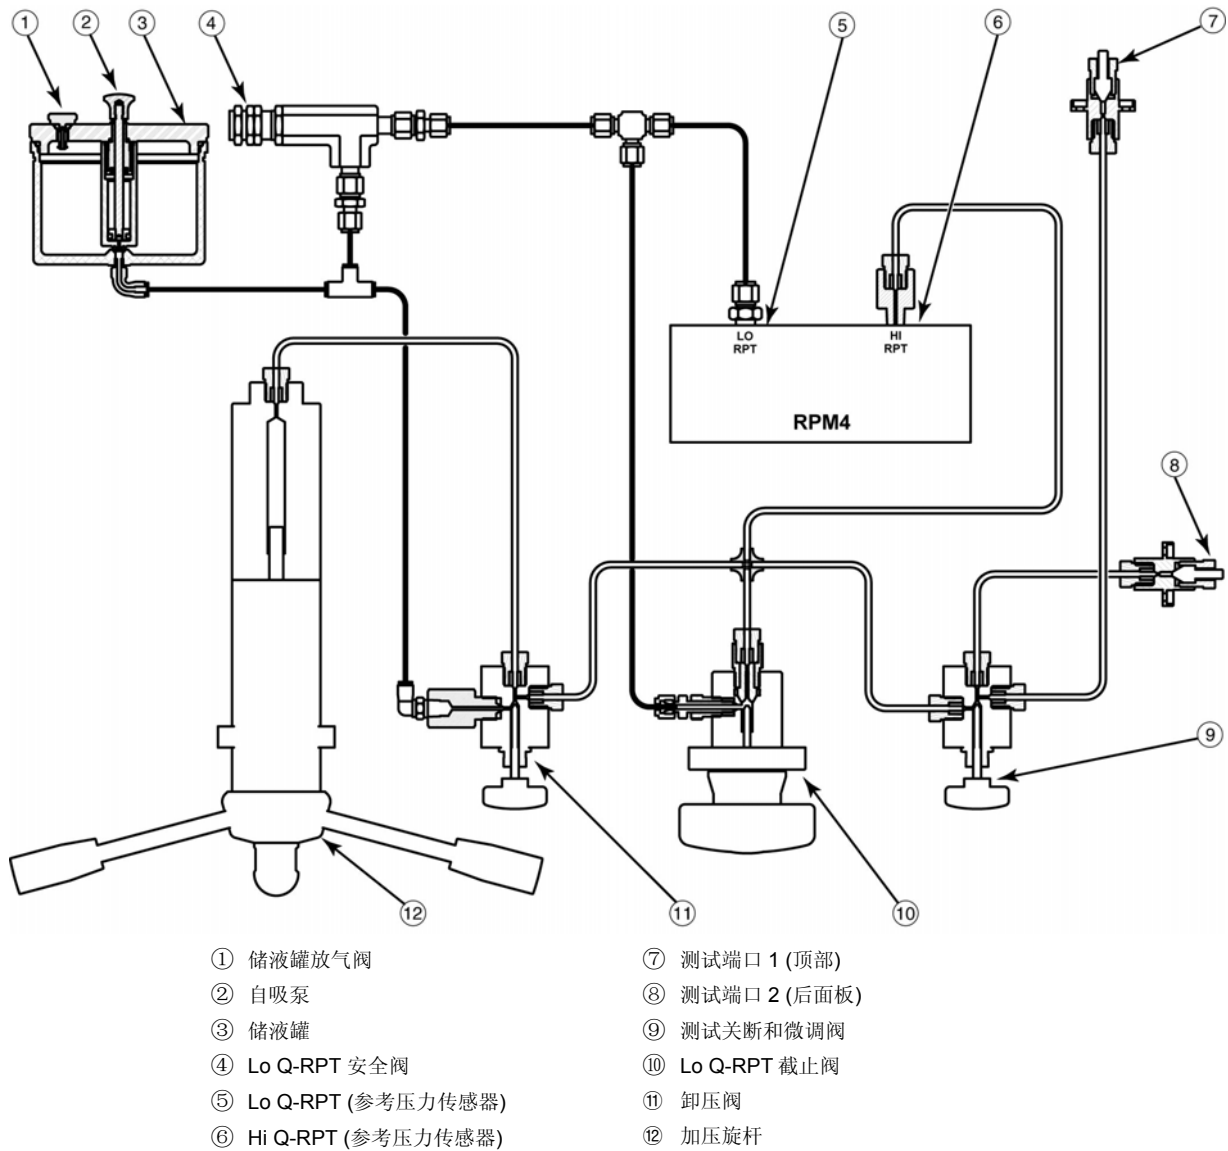 1
2
3
4
5
6
7
LO
RPT
HI
RPT
RPM4
8
9
12
11
10
① 储液罐放气阀
② 自吸泵
③ 储液罐
④ Lo Q-RPT 安全阀
⑤ Lo Q-RPT (参考压力传感器)
⑥ Hi Q-RPT (参考压力传感器)
⑦ 测试端口 1 (顶部)
⑧ 测试端口 2 (后面板)
⑨ 测试关断和微调阀
⑩ Lo Q-RPT 截止阀
⑪ 卸压阀
⑫ 加压旋杆